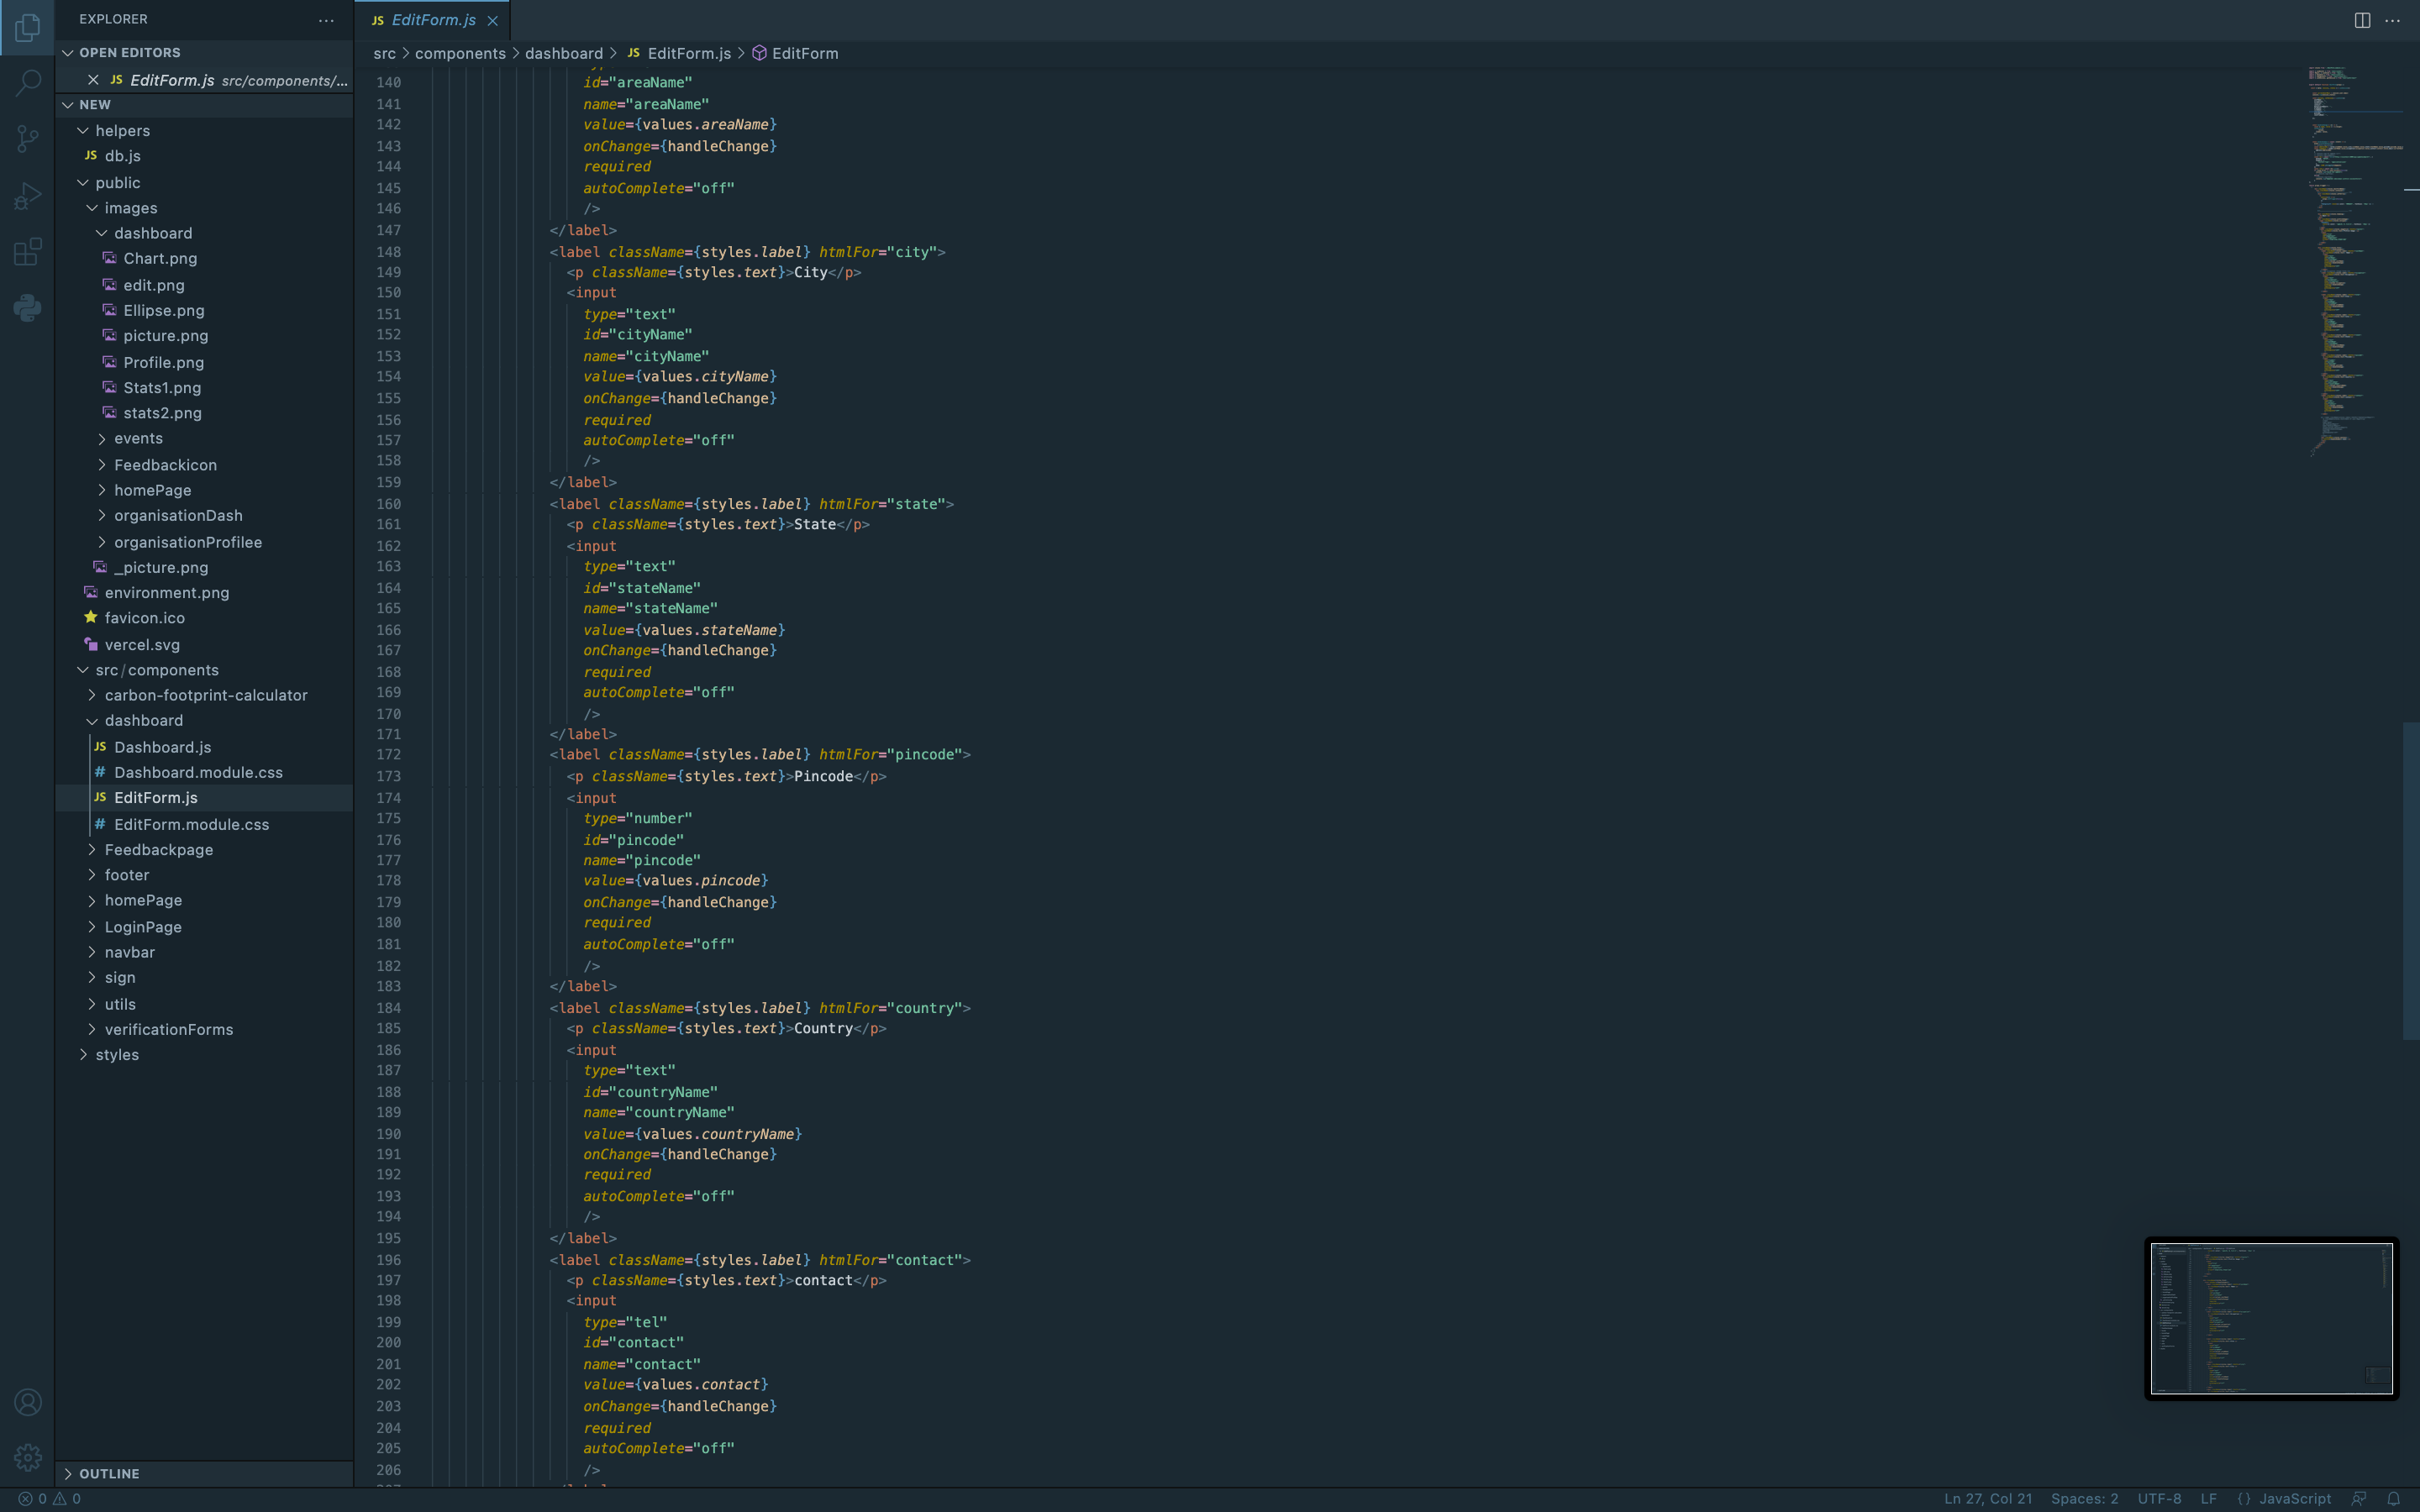 EXPLORER
OPEN EDITORS
JS EditForm.js src/components/...
NEW
helpers
JS db.js
public
images
dashboard
Chart.png
edit.png
Ellipse.png
picture.png
Profile.png
Stats1.png
stats2.png
events
Feedbackicon
homePage
organisationDash
organisationProfilee
_picture.png
environment.png
favicon.ico
vercel.svg
src/components
carbon-footprint-calculator
dashboard
JS Dashboard.js
# Dashboard.module.css
JS EditForm.js
# EditForm.module.css
Feedbackpage
footer
homePage
LoginPage
navbar
sign
utils
verificationForms
styles
OUTLINE
JS EditForm.js
src > components > dashboard > JS EditForm.js > EditForm
140 id="areaName"
141 name="areaName"
142 value={values.areaName}
143 onChange={handleChange}
144 required
145 autoComplete="off"
146 />
147 </label>
148 <label className={styles.label} htmlFor="city">
149 <p className={styles.text}>City</p>
150 <input
151 type="text"
152 id="cityName"
153 name="cityName"
154 value={values.cityName}
155 onChange={handleChange}
156 required
157 autoComplete="off"
158 />
159 </label>
160 <label className={styles.label} htmlFor="state">
161 <p className={styles.text}>State</p>
162 <input
163 type="text"
164 id="stateName"
165 name="stateName"
166 value={values.stateName}
167 onChange={handleChange}
168 required
169 autoComplete="off"
170 />
171 </label>
172 <label className={styles.label} htmlFor="pincode">
173 <p className={styles.text}>Pincode</p>
174 <input
175 type="number"
176 id="pincode"
177 name="pincode"
178 value={values.pincode}
179 onChange={handleChange}
180 required
181 autoComplete="off"
182 />
183 </label>
184 <label className={styles.label} htmlFor="country">
185 <p className={styles.text}>Country</p>
186 <input
187 type="text"
188 id="countryName"
189 name="countryName"
190 value={values.countryName}
191 onChange={handleChange}
192 required
193 autoComplete="off"
194 />
195 </label>
196 <label className={styles.label} htmlFor="contact">
197 <p className={styles.text}>contact</p>
198 <input
199 type="tel"
200 id="contact"
201 name="contact"
202 value={values.contact}
203 onChange={handleChange}
204 required
205 autoComplete="off"
206 />
0 0
Ln 27, Col 21 Spaces: 2 UTF-8 LF {} JavaScript